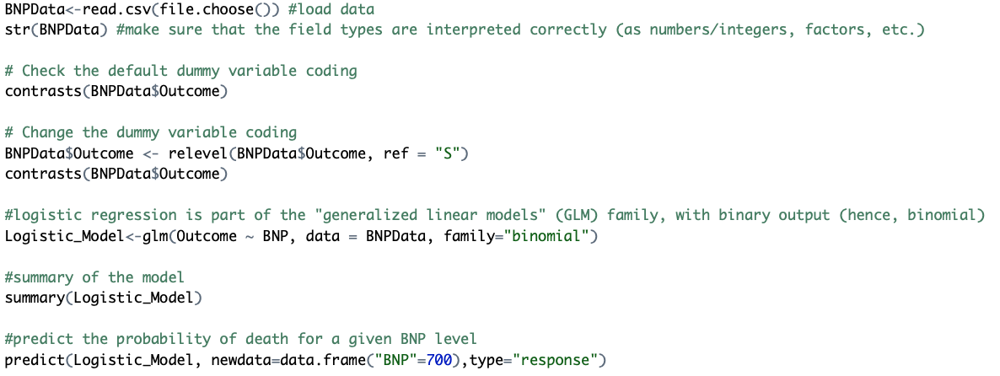 BNPData<-read.csv(file.choose()) #load data
str(BNPData) #make sure that the field types are interpreted correctly (as numbers/integers, factors, etc.)
# Check the default dummy variable coding
contrasts(BNPData$Outcome)
# Change the dummy variable coding
BNPData$Outcome <- relevel(BNPData$Outcome, ref = "S")
contrasts(BNPData$Outcome)
#logistic regression is part of the "generalized linear models" (GLM) family, with binary output (hence, binomial)
Logistic_Model<-glm(Outcome ~ BNP, data = BNPData, family="binomial")
#summary of the model
summary(Logistic_Model)
#predict the probability of death for a given BNP level
predict(Logistic_Model, newdata=data.frame("BNP"=700),type="response")